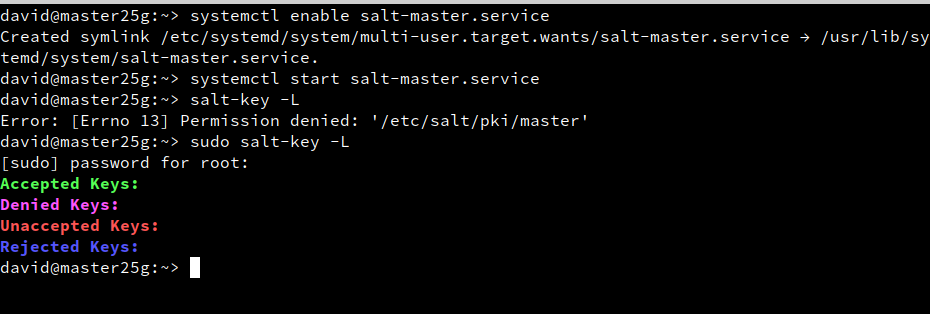 david@master25g:~> systemctl enable salt-master.service
Created symlink /etc/systemd/system/multi-user.target.wants/salt-master.service → /usr/lib/sy
temd/system/salt-master.service.
david@master25g:~> systemctl start salt-master.service
david@master25g:~> salt-key -L
Error: [Errno 13] Permission denied: '/etc/salt/pki/master'
david@master25g:~> sudo salt-key -L
[sudo] password for root:
Accepted Keys:
Denied Keys:
Unaccepted Keys:
Rejected Keys:
david@master25g:~>